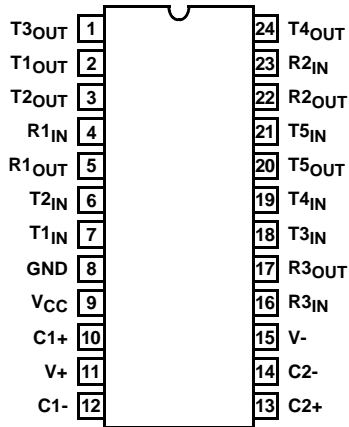 T3OUT 1 24 T4OUT
T1OUT 2 23 R2IN
T2OUT 3 22 R2OUT
R1IN 4 21 T5IN
R1OUT 5 20 T5OUT
T2IN 6 19 T4IN
T1IN 7 18 T3IN
GND 8 17 R3OUT
VCC 9 16 R3IN
C1+ 10 15 V-
V+ 11 14 C2-
C1- 12 13 C2+